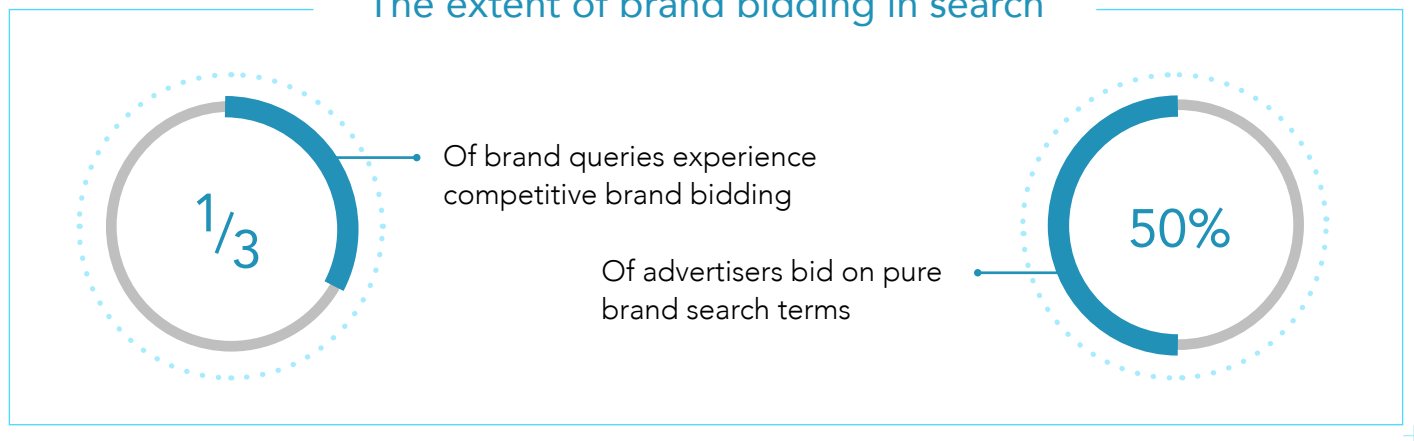 The extent of brand bidding in search
1/3
Of brand queries experience
competitive brand bidding
50%
Of advertisers bid on pure
brand search terms